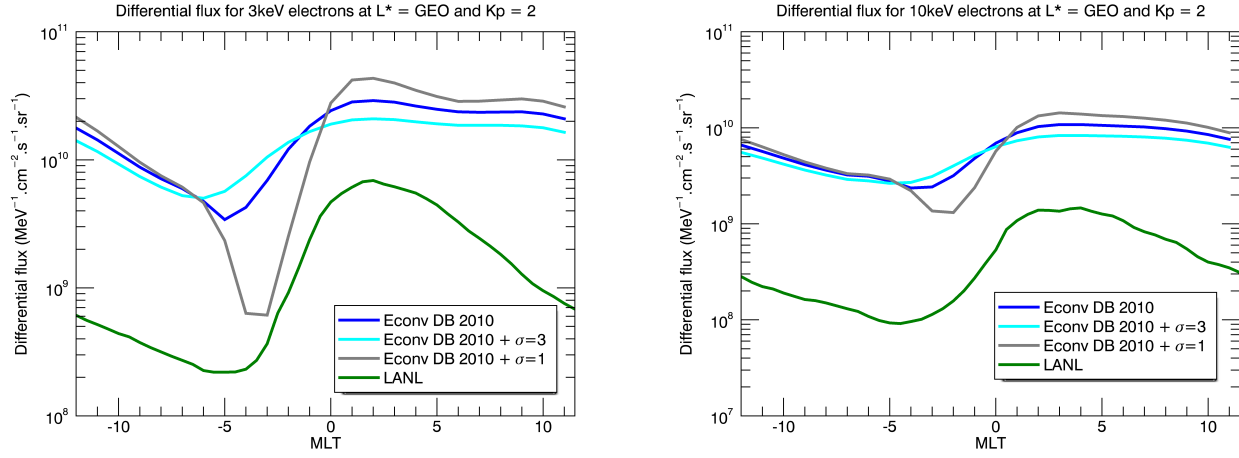 Differential flux for 3keV electrons at L* = GEO and Kp = 2
Differential flux (MeV⁻¹.cm⁻².s⁻¹.sr⁻¹)
10¹¹
10¹⁰
10⁹
10⁸
-10 -5 0 5 10
MLT
Econv DB 2010
Econv DB 2010 + σ=3
Econv DB 2010 + σ=1
LANL
Differential flux for 10keV electrons at L* = GEO and Kp = 2
Differential flux (MeV⁻¹.cm⁻².s⁻¹.sr⁻¹)
10¹¹
10¹⁰
10⁹
10⁸
10⁷
-10 -5 0 5 10
MLT
Econv DB 2010
Econv DB 2010 + σ=3
Econv DB 2010 + σ=1
LANL